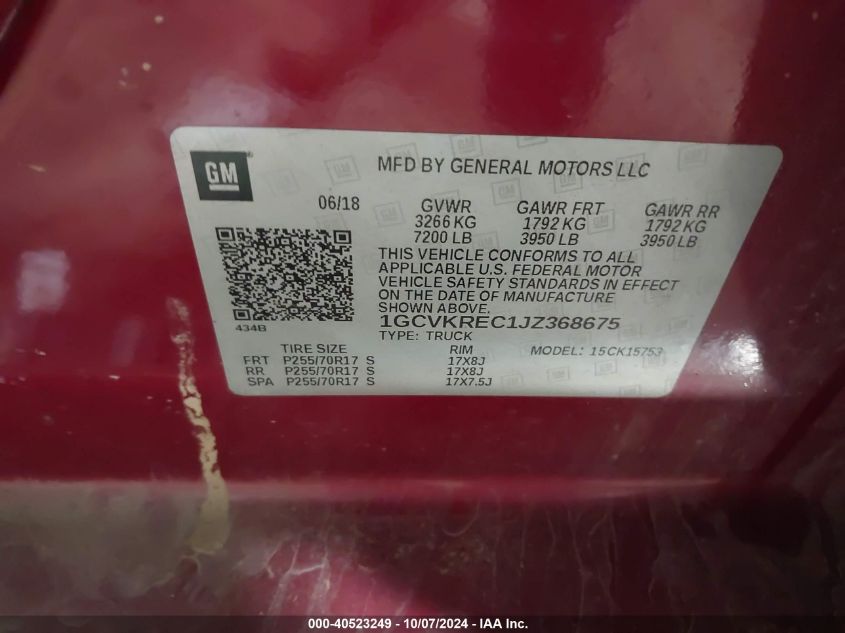 GM
MFD BY GENERAL MOTORS LLC
06/18 GVWR GAWR FRT GAWR RR
3266 KG 1792 KG 1792 KG
7200 LB 3950 LB 3950 LB
THIS VEHICLE CONFORMS TO ALL
APPLICABLE U.S. FEDERAL MOTOR
VEHICLE SAFETY STANDARDS IN EFFECT
ON THE DATE OF MANUFACTURE
SHOWN ABOVE.
434B 1GCVKREC1JZ368675
TYPE: TRUCK
TIRE SIZE RIM MODEL: 15CK15753
FRT P255/70R17 S 17X8J
RR P255/70R17 S 17X8J
SPA P255/70R17 S 17X7.5J
000-40523249 - 10/07/2024 - IAA Inc.